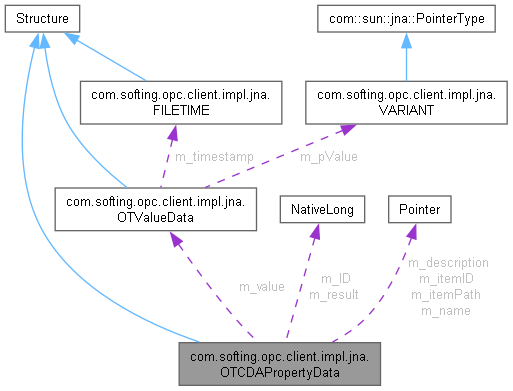 Structure
com::sun::jna::PointerType
com.softing.opc.client.impl.jna.
FILETIME
com.softing.opc.client.impl.jna.
VARIANT
m_timestamp
m_pValue
com.softing.opc.client.impl.jna.
OTValueData
NativeLong
Pointer
m_value
m_ID
m_result
m_description
m_itemID
m_itemPath
m_name
com.softing.opc.client.impl.jna.
OTCDAPropertyData